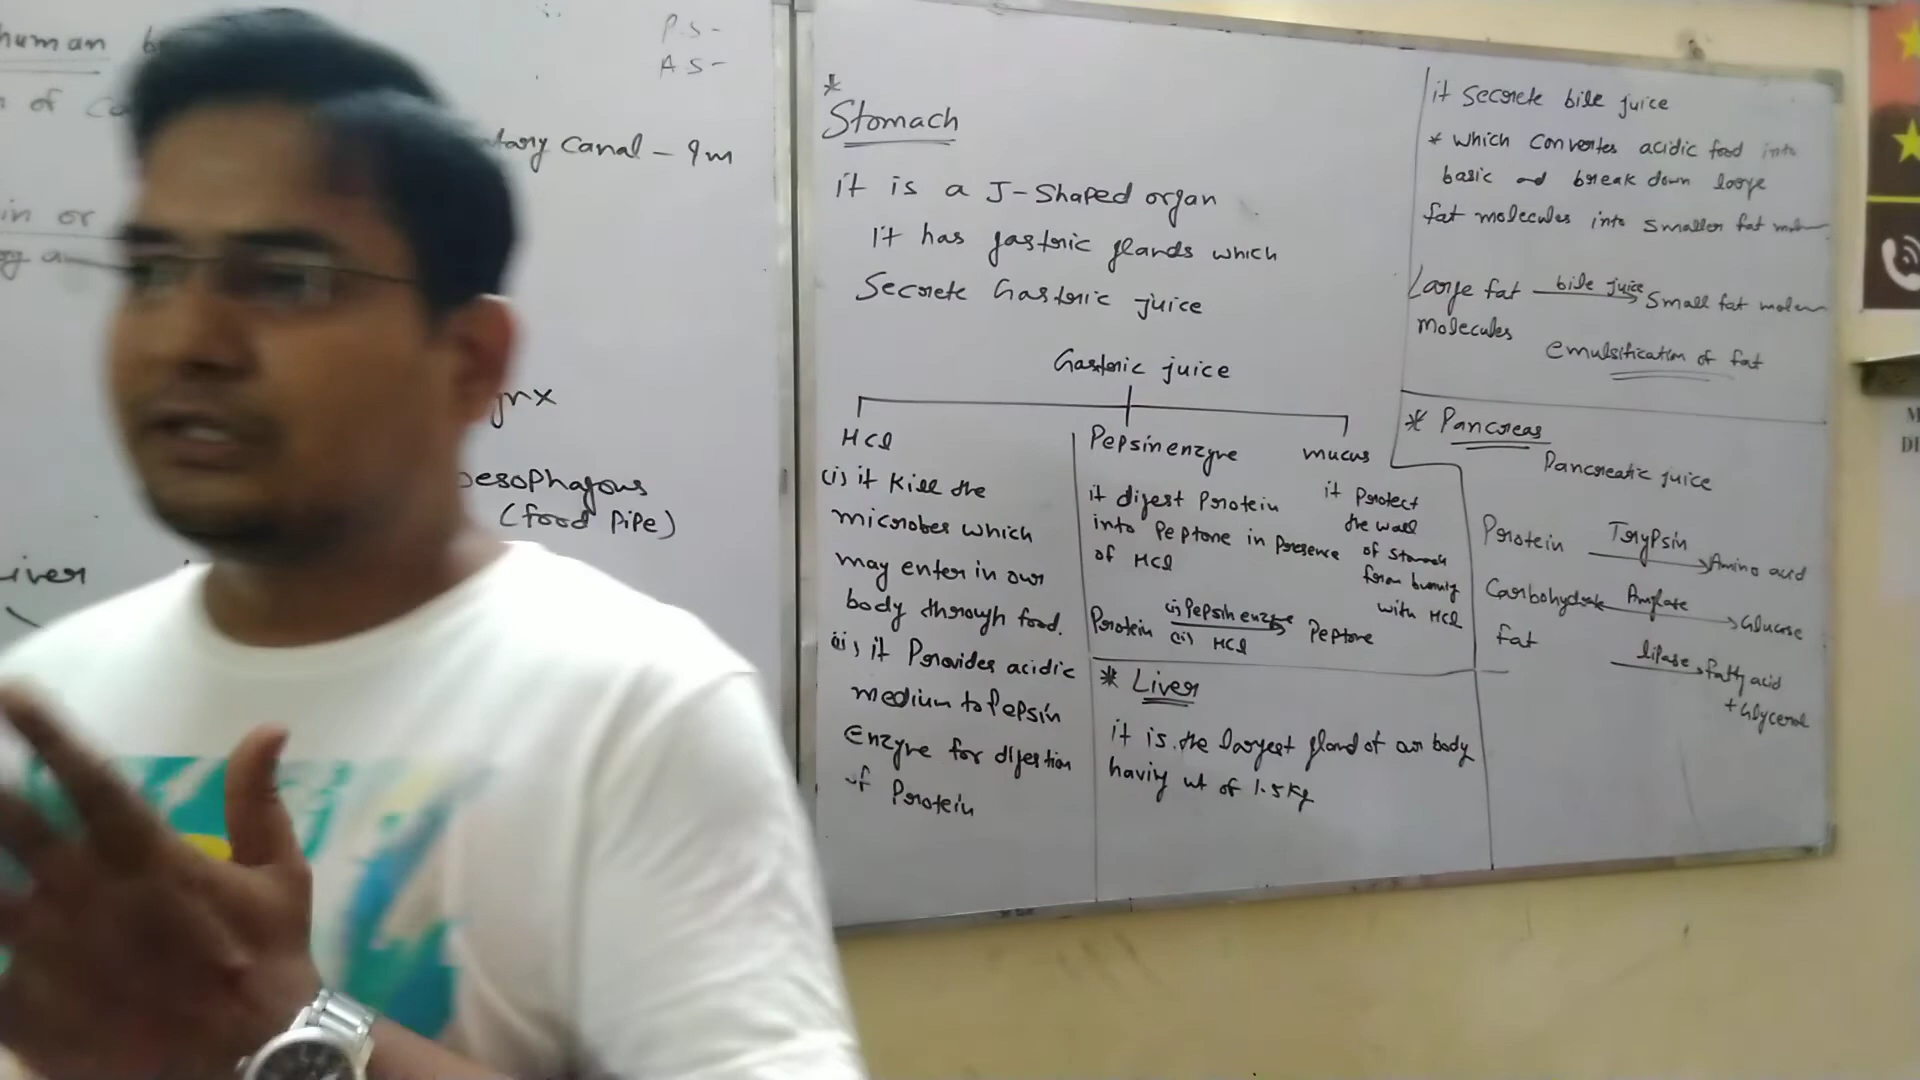 human
P.S-
A S-
of
tary canal - 9m
in or
oesophagous
(food Pipe)
Liver
*
Stomach
it is a J-Shaped organ
It has gastric glands which
Secrete Gastric juice
Gastric juice
HCl
(i) it kill the
microbes which
may enter in our
body through food.
(ii) it Provides acidic
medium to Pepsin
Enzyme for digestion
of Protein
Pepsin enzyme
it digest Protein
into Peptone in Presence
of HCl
Protein (i) Pepsin enzyme (ii) HCl Peptone
mucus
it Protect
the wall
of Stomach
from burning
with HCl
* Liver
it is the largest gland of our body
having wt of 1.5 kg
it Secrete bile juice
* which convertes acidic food into
basic and break down large
fat molecules into smaller fat
Large fat bile juice Small fat
molecules
emulsification of fat
* Pancreas
Pancreatic juice
Protein Trypsin Amino acid
Carbohydrate Amylase Glucose
fat lipase fatty acid
+ Glycerol